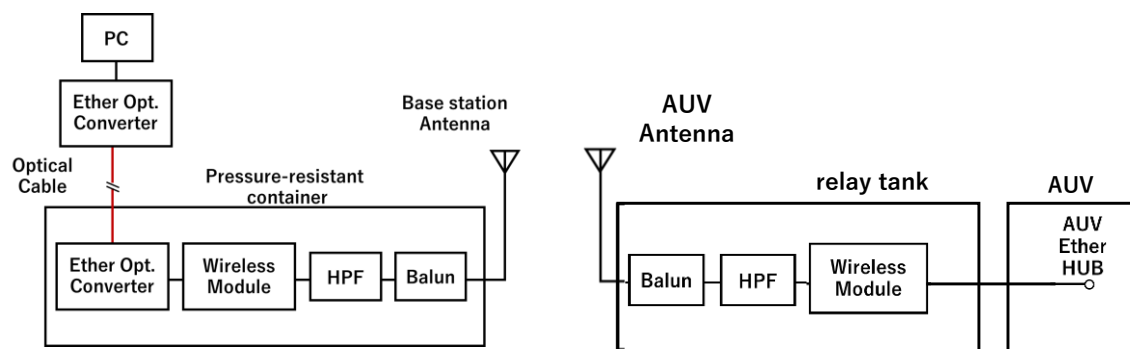 PC
Ether Opt.
Converter
Optical
Cable
Pressure-resistant
container
Base station
Antenna
Ether Opt.
Converter
Wireless
Module
HPF
Balun
AUV
Antenna
relay tank
AUV
Balun
HPF
Wireless
Module
AUV
Ether
HUB